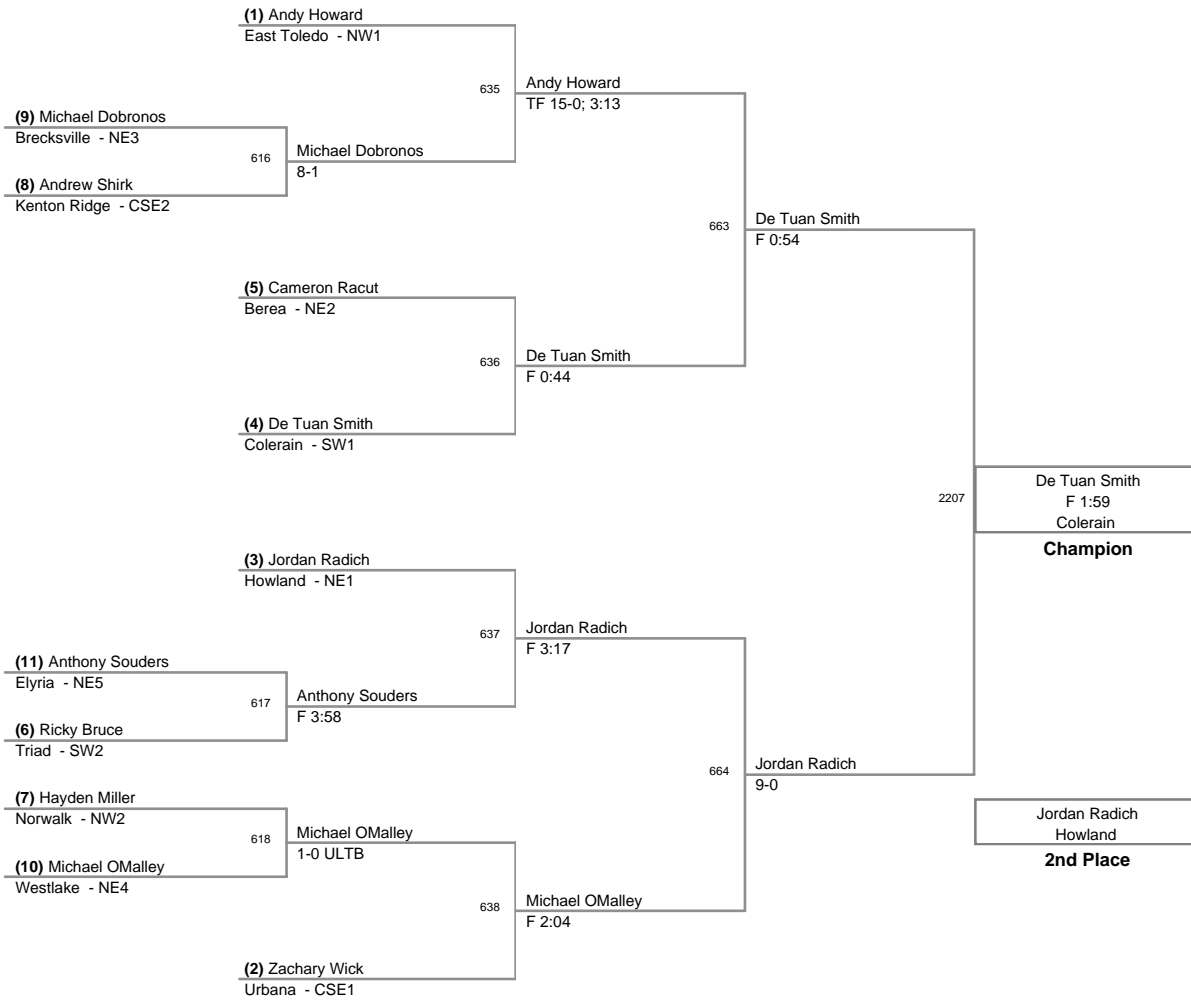 (1) Andy Howard
East Toledo - NW1
635
Andy Howard
TF 15-0; 3:13
(9) Michael Dobronos
Brecksville - NE3
616
Michael Dobronos
8-1
(8) Andrew Shirk
Kenton Ridge - CSE2
663
De Tuan Smith
F 0:54
(5) Cameron Racut
Berea - NE2
636
De Tuan Smith
F 0:44
(4) De Tuan Smith
Colerain - SW1
2207
De Tuan Smith
F 1:59
Colerain
Champion
(3) Jordan Radich
Howland - NE1
637
Jordan Radich
F 3:17
(11) Anthony Souders
Elyria - NE5
617
Anthony Souders
F 3:58
(6) Ricky Bruce
Triad - SW2
664
Jordan Radich
9-0
(7) Hayden Miller
Norwalk - NW2
618
Michael OMalley
1-0 ULTB
(10) Michael OMalley
Westlake - NE4
638
Michael OMalley
F 2:04
(2) Zachary Wick
Urbana - CSE1
Jordan Radich
Howland
2nd Place